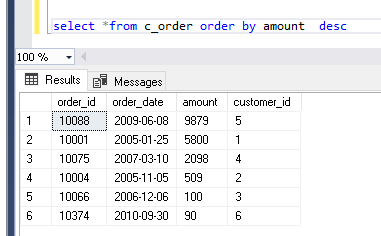 select *from c_order order by amount  desc
100 %
Results Messages
order_id order_date amount customer_id
1 10088 2009-06-08 9879 5
2 10001 2005-01-25 5800 1
3 10075 2007-03-10 2098 4
4 10004 2005-11-05 509 2
5 10066 2006-12-06 100 3
6 10374 2010-09-30 90 6